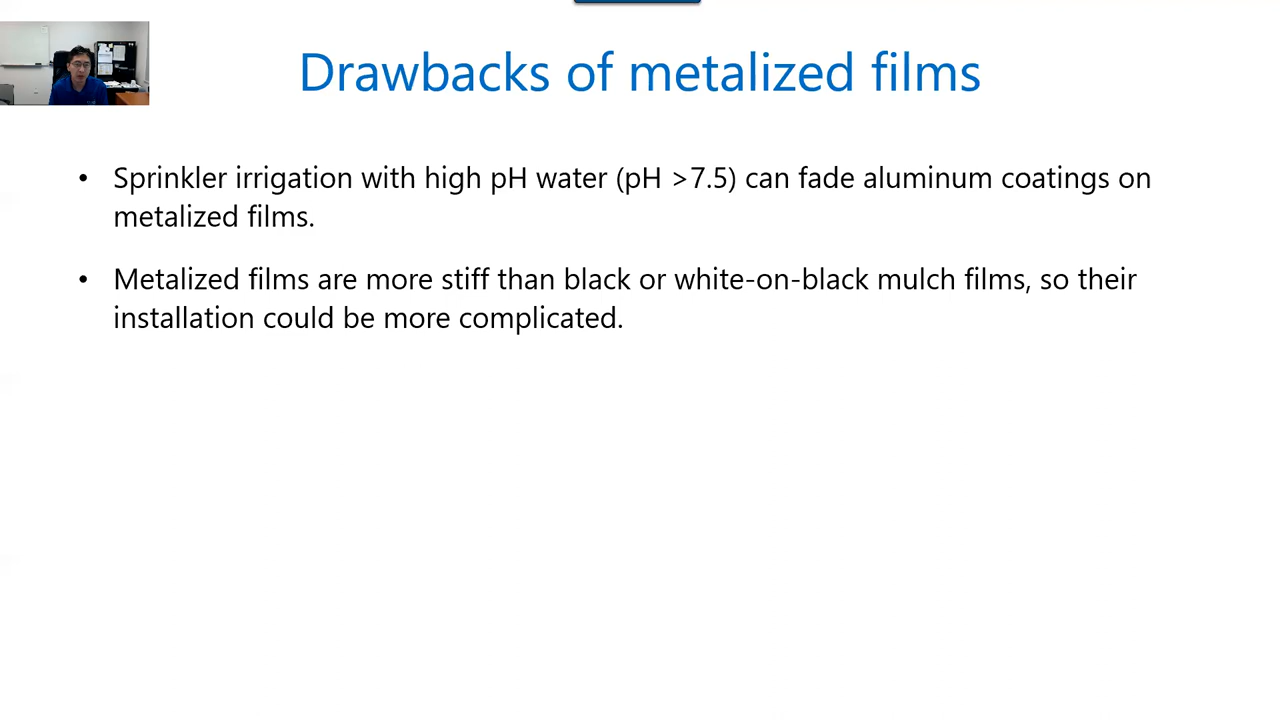 Drawbacks of metalized films
• Sprinkler irrigation with high pH water (pH >7.5) can fade aluminum coatings on
metalized films.
• Metalized films are more stiff than black or white-on-black mulch films, so their
installation could be more complicated.